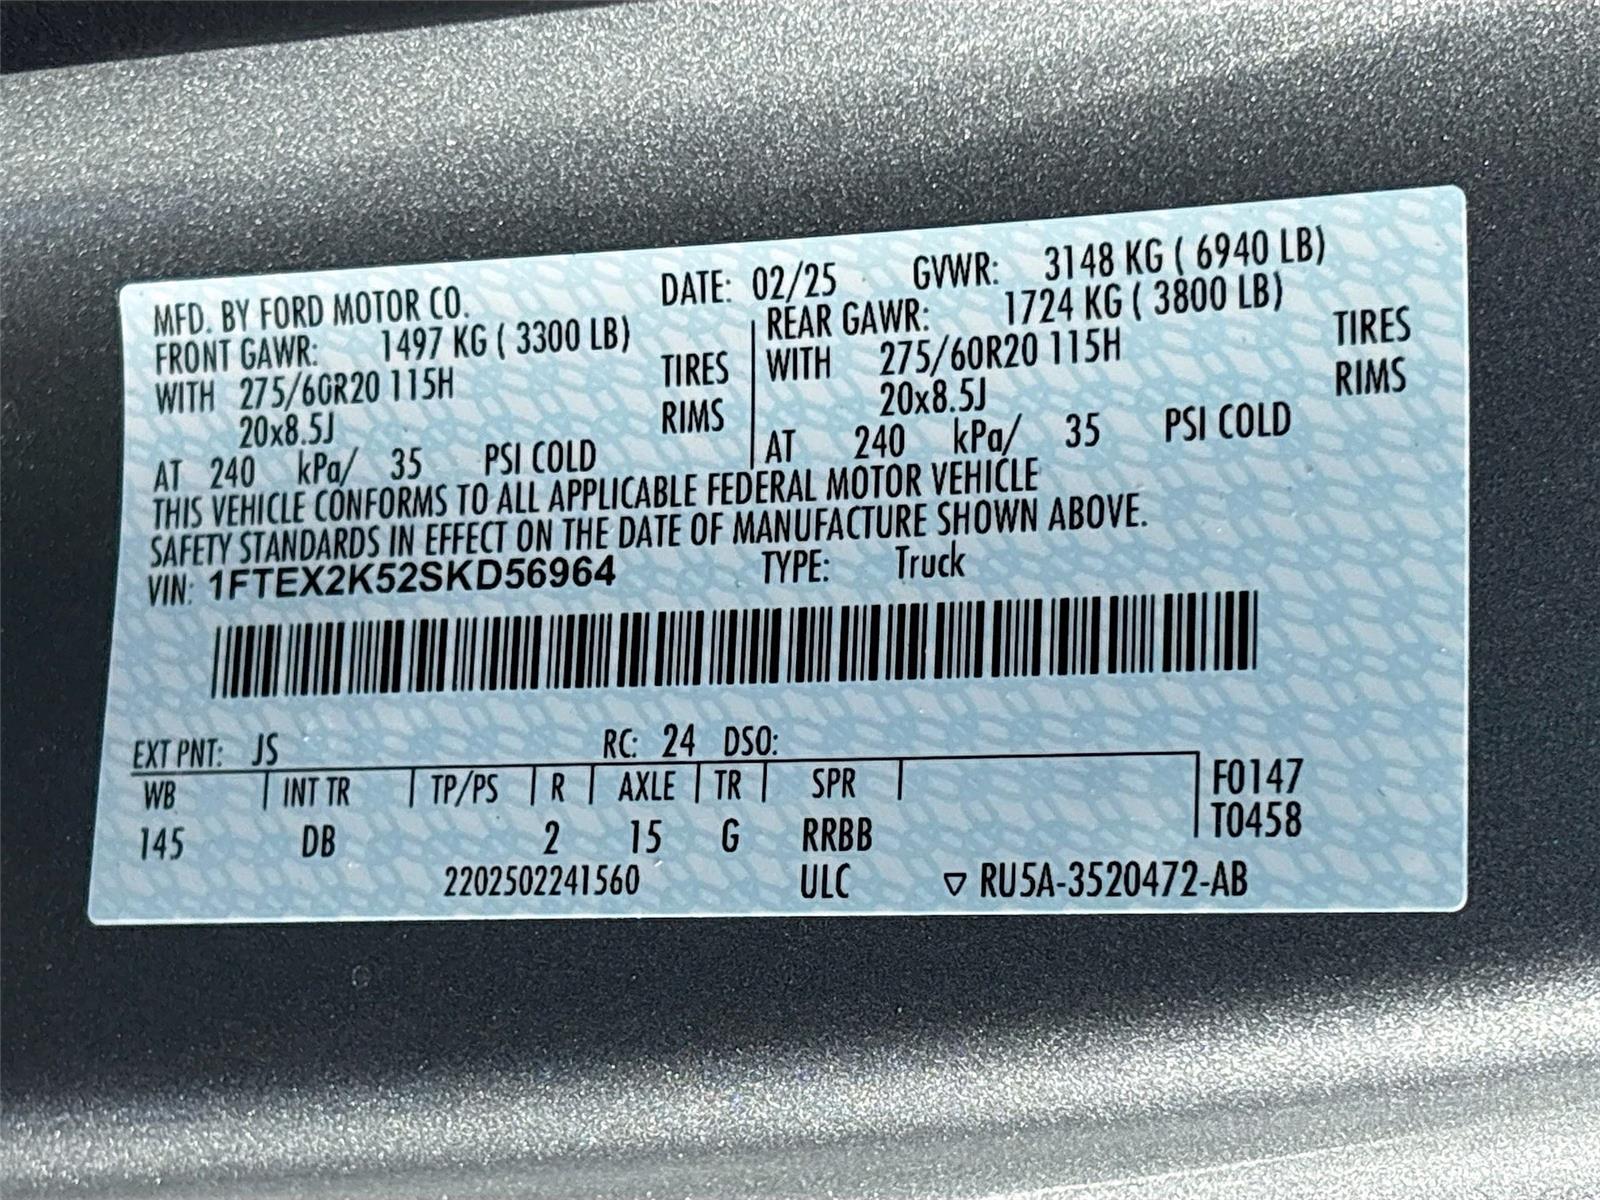 MFD. BY FORD MOTOR CO. DATE: 02/25 GVWR: 3148 KG ( 6940 LB)
FRONT GAWR: 1497 KG ( 3300 LB) REAR GAWR: 1724 KG ( 3800 LB)
WITH 275/60R20 115H TIRES WITH 275/60R20 115H TIRES
20x8.5J RIMS 20x8.5J RIMS
AT 240 kPa/ 35 PSI COLD AT 240 kPa/ 35 PSI COLD
THIS VEHICLE CONFORMS TO ALL APPLICABLE FEDERAL MOTOR VEHICLE
SAFETY STANDARDS IN EFFECT ON THE DATE OF MANUFACTURE SHOWN ABOVE.
VIN: 1FTEX2K52SKD56964 TYPE: Truck
EXT PNT: JS RC: 24 DSO:
WB INT TR TP/PS R AXLE TR SPR F0147
145 DB 2 15 G RRBB T0458
2202502241560 ULC ▽ RU5A-3520472-AB